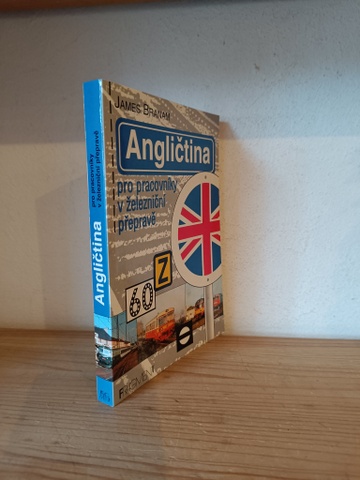 JAMES BRANAM
Angličtina
pro pracovníky
v železniční
přepravě
60
Z
Angličtina
pro pracovníky
v železniční přepravě